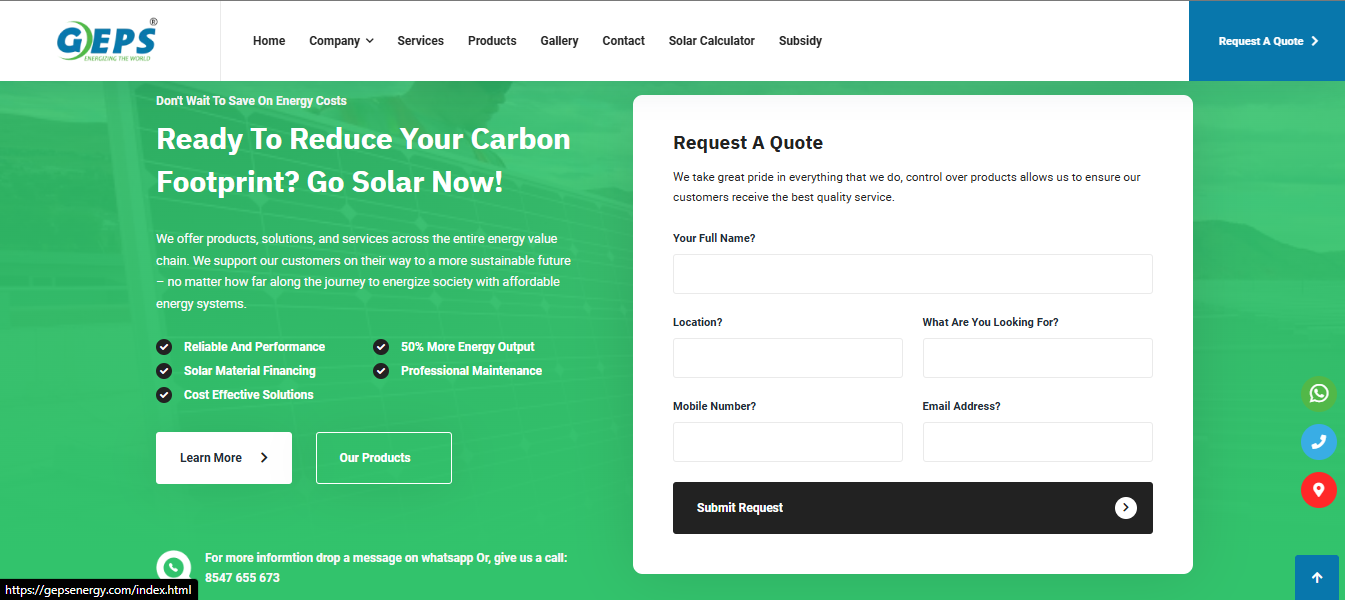 GEPS®
ENERGIZING THE WORLD
Home Company Services Products Gallery Contact Solar Calculator Subsidy
Request A Quote
Don't Wait To Save On Energy Costs
Ready To Reduce Your Carbon
Footprint? Go Solar Now!
We offer products, solutions, and services across the entire energy value
chain. We support our customers on their way to a more sustainable future
– no matter how far along the journey to energize society with affordable
energy systems.
Reliable And Performance
50% More Energy Output
Solar Material Financing
Professional Maintenance
Cost Effective Solutions
Learn More
Our Products
For more informtion drop a message on whatsapp Or, give us a call:
8547 655 673
Request A Quote
We take great pride in everything that we do, control over products allows us to ensure our
customers receive the best quality service.
Your Full Name?
Location?
What Are You Looking For?
Mobile Number?
Email Address?
Submit Request
https://gepsenergy.com/index.html